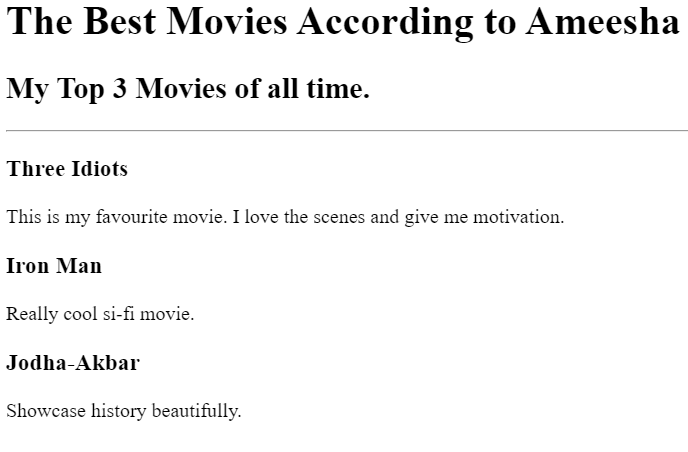 The Best Movies According to Ameesha
My Top 3 Movies of all time.
Three Idiots
This is my favourite movie. I love the scenes and give me motivation.
Iron Man
Really cool si-fi movie.
Jodha-Akbar
Showcase history beautifully.